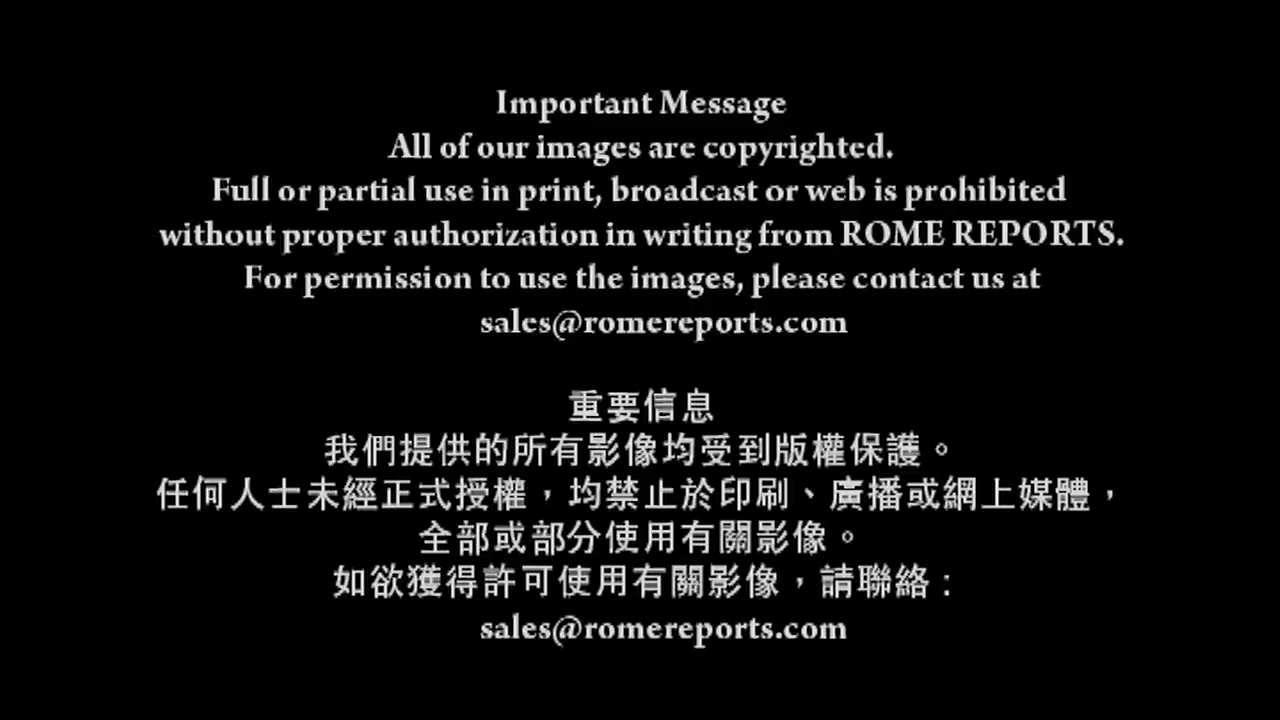 Important Message
All of our images are copyrighted.
Full or partial use in print, broadcast or web is prohibited
without proper authorization in writing from ROME REPORTS.
For permission to use the images, please contact us at
sales@romereports.com
重要信息
我們提供的所有影像均受到版權保護。
任何人士未經正式授權，均禁止於印刷、廣播或網上媒體，
全部或部分使用有關影像。
如欲獲得許可使用有關影像，請聯絡：
sales@romereports.com